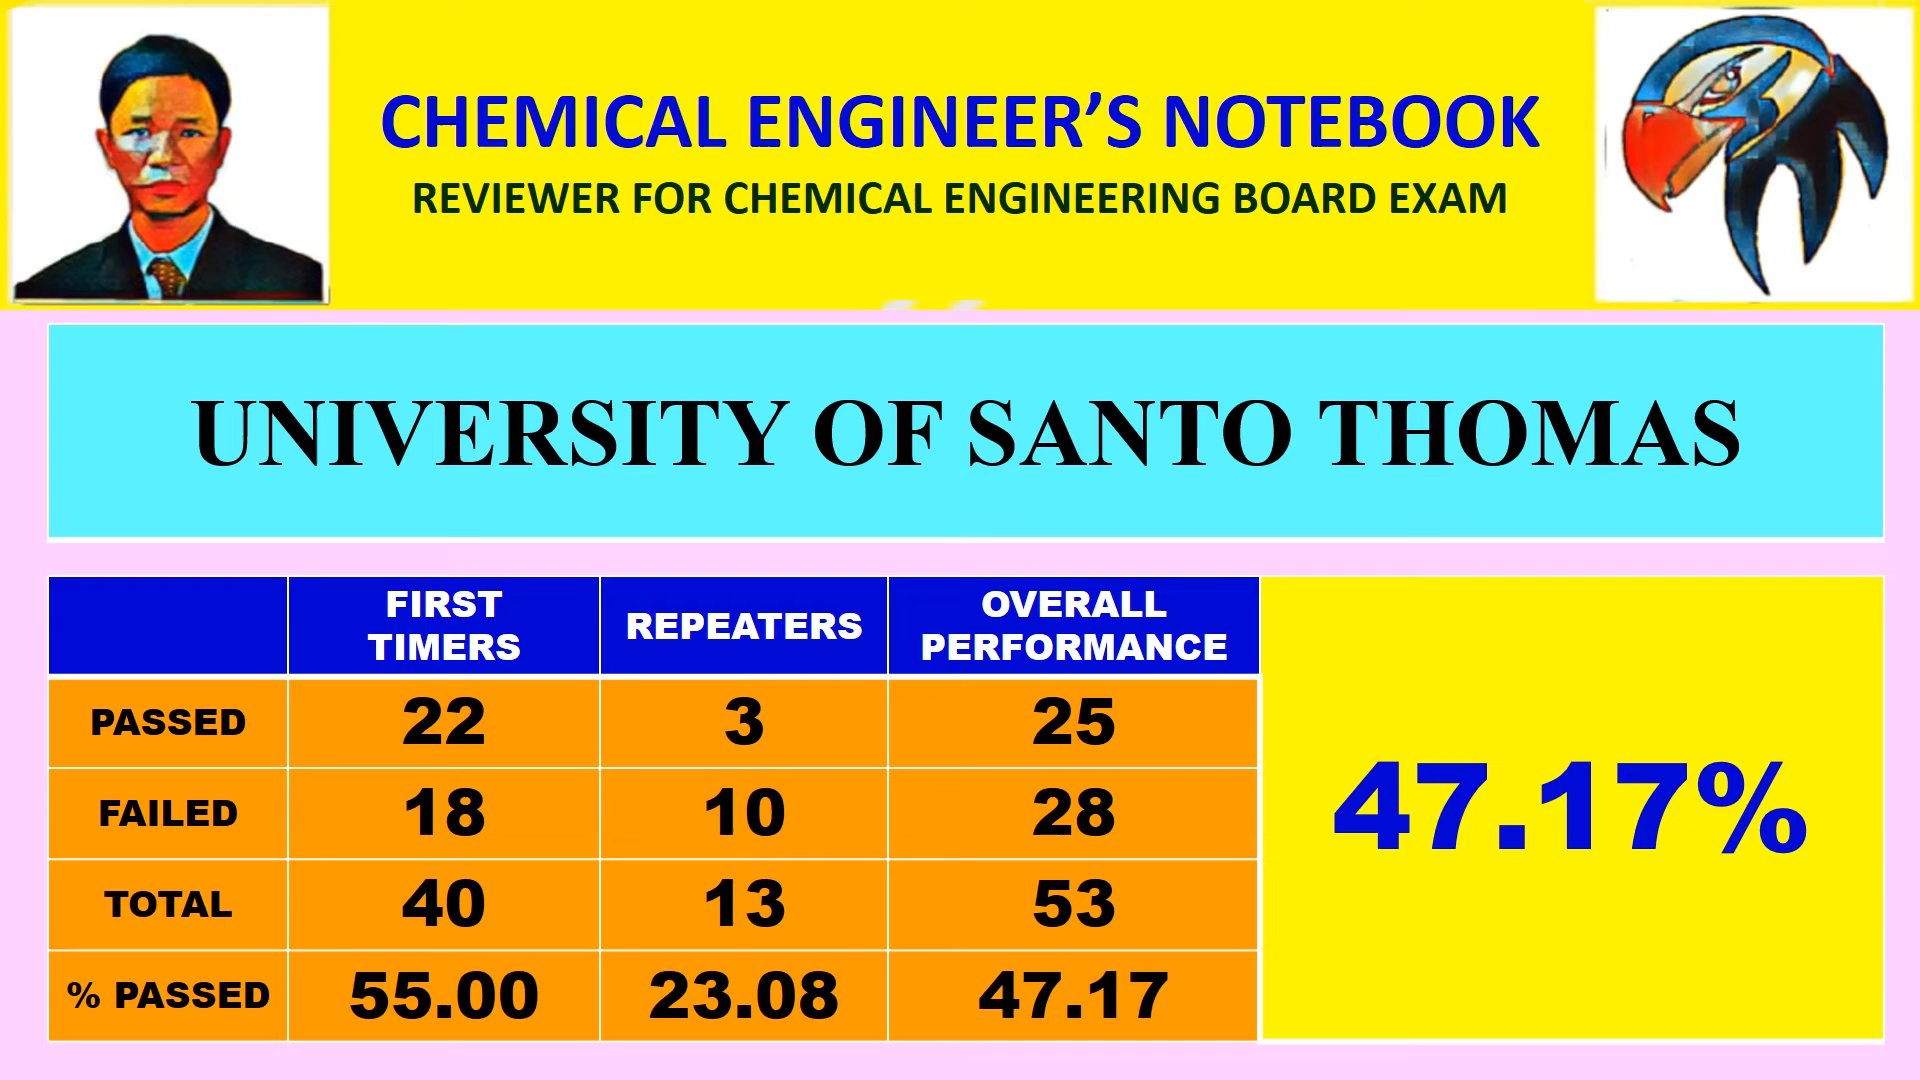 CHEMICAL ENGINEER’S NOTEBOOK
REVIEWER FOR CHEMICAL ENGINEERING BOARD EXAM
UNIVERSITY OF SANTO THOMAS
FIRST TIMERS REPEATERS OVERALL PERFORMANCE
PASSED 22 3 25
FAILED 18 10 28
TOTAL 40 13 53
% PASSED 55.00 23.08 47.17
47.17%